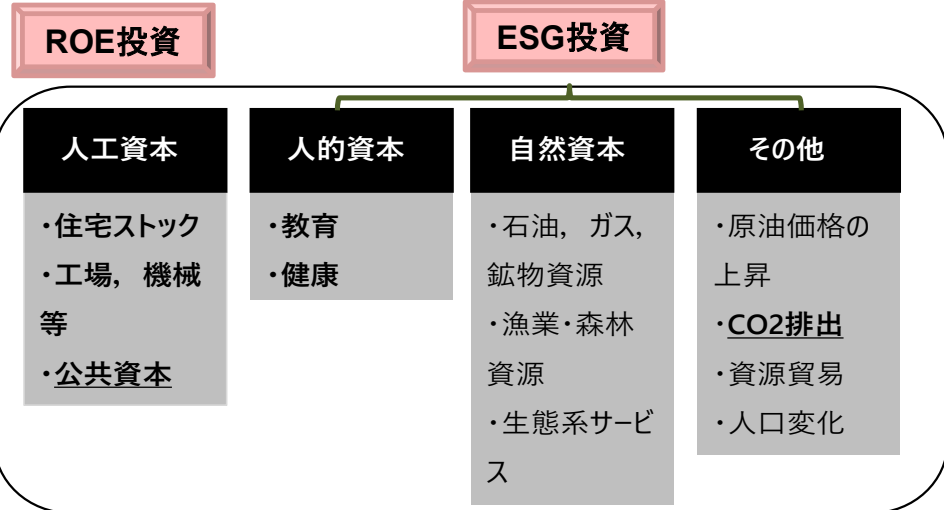 ROE投資
ESG投資
人工資本
・住宅ストック
・工場, 機械
等
・公共資本
人的資本
・教育
・健康
自然資本
・石油, ガス,
鉱物資源
・漁業・森林
資源
・生態系サービ
ス
その他
・原油価格の
上昇
・CO2排出
・資源貿易
・人口変化